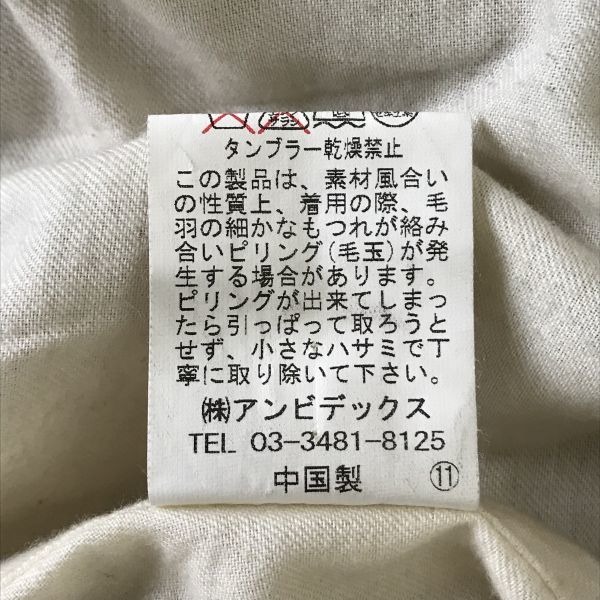 タンブラー乾燥禁止
この製品は、素材風合い
の性質上、着用の際、毛
羽の細かなもつれが絡み
合いピリング(毛玉)が発
生する場合があります。
ピリングが出来てしまっ
たら引っぱって取ろうと
せず、小さなハサミで丁
寧に取り除いて下さい。
㈱アンビデックス
TEL 03-3481-8125
中国製 ⑪